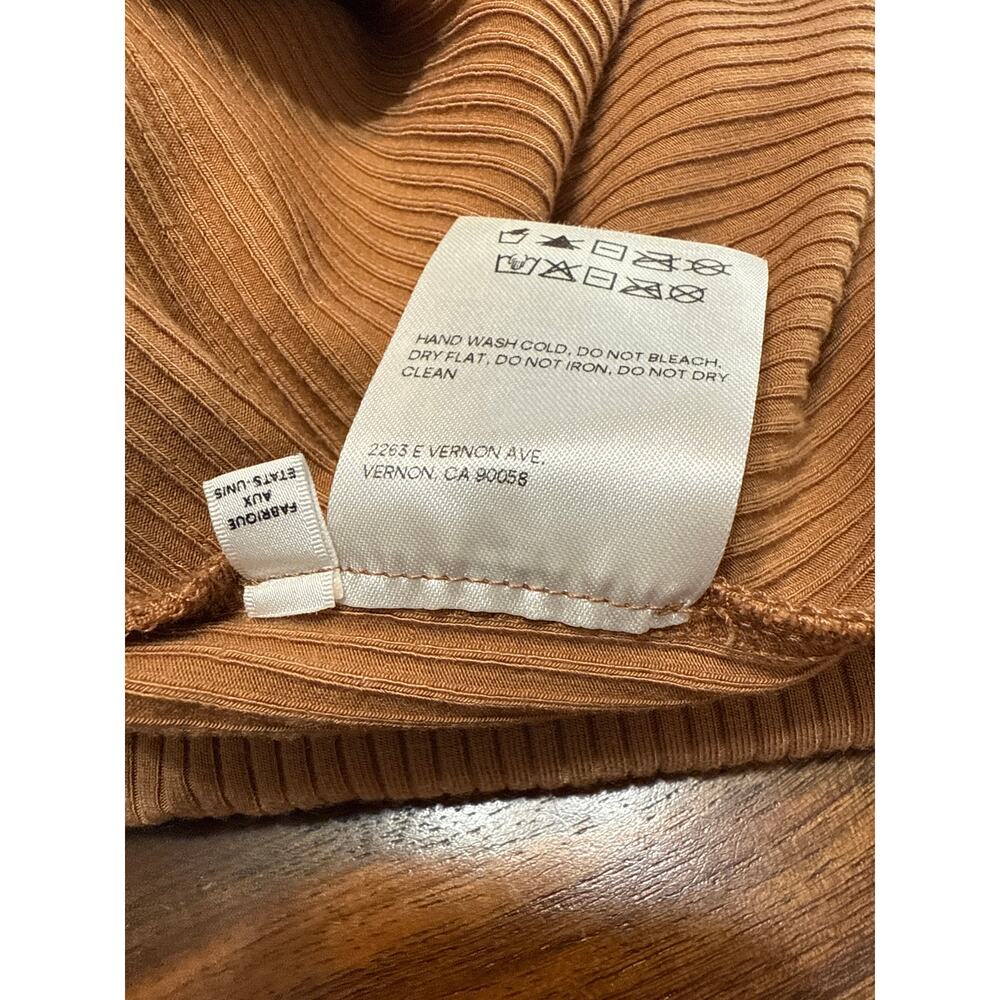 HAND WASH COLD, DO NOT BLEACH,
DRY FLAT, DO NOT IRON, DO NOT DRY
CLEAN
2263 E VERNON AVE,
VERNON, CA 90058
FABRIQUE
AUX
ETATS-UNIS